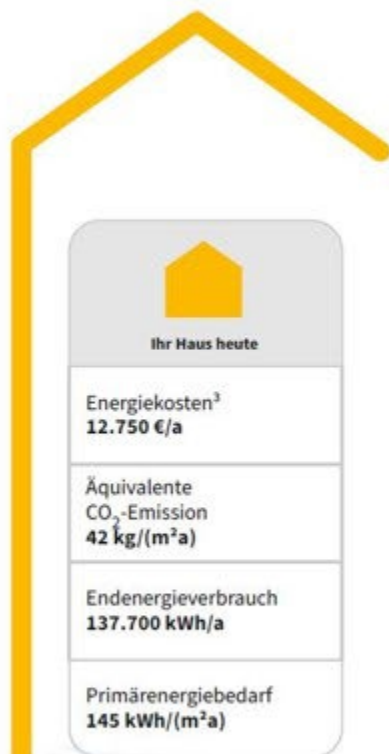 Ihr Haus heute
Energiekosten³
12.750 €/a
Äquivalente
CO₂-Emission
42 kg/(m²a)
Endenergieverbrauch
137.700 kWh/a
Primärenergiebedarf
145 kWh/(m²a)